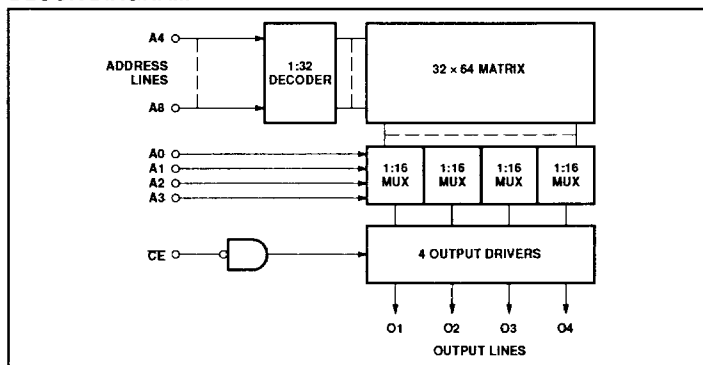 A4
ADDRESS
LINES
A8
1:32
DECODER
32 × 64 MATRIX
A0
A1
A2
A3
1:16
MUX
1:16
MUX
1:16
MUX
1:16
MUX
CE
4 OUTPUT DRIVERS
O1 O2 O3 O4
OUTPUT LINES